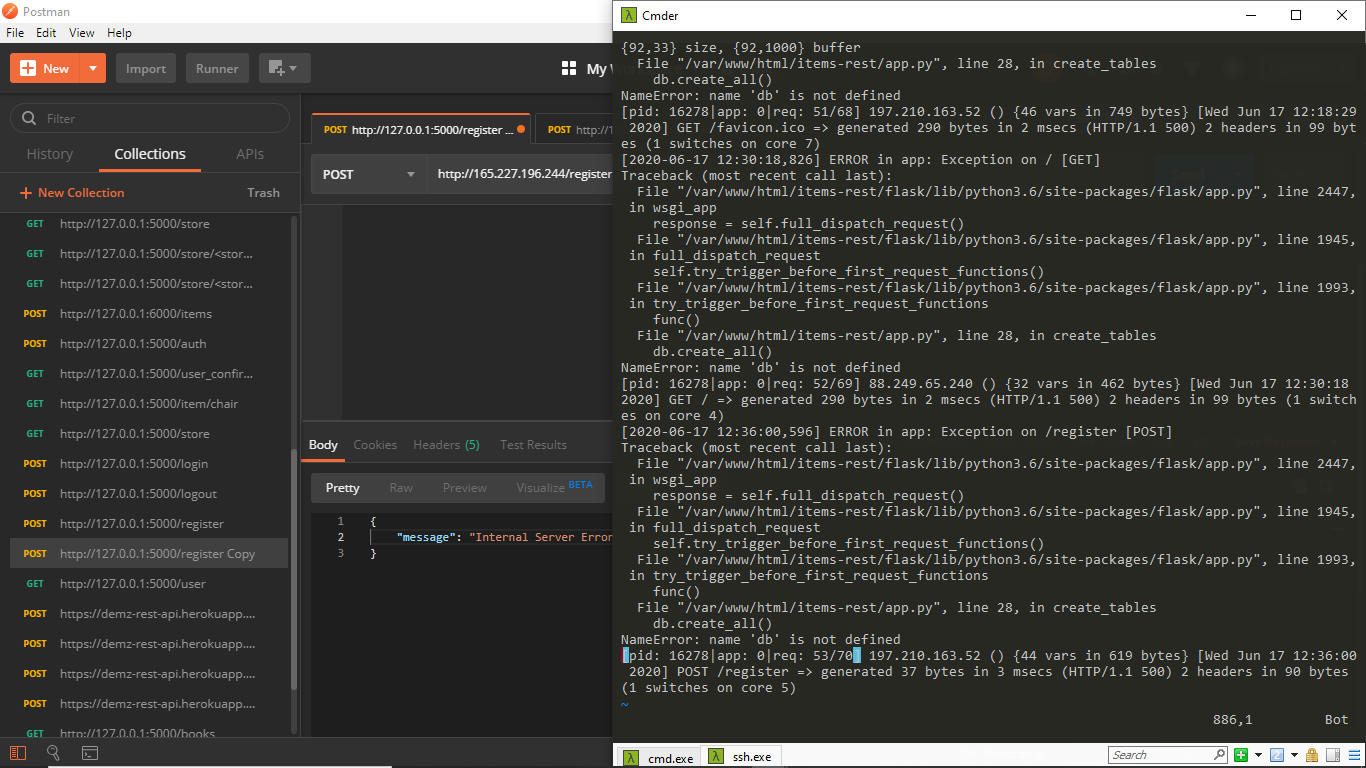 Postman
File Edit View Help
New
Import
Runner
My
Filter
History Collections APIs
New Collection
Trash
GET http://127.0.0.1:5000/store
GET http://127.0.0.1:5000/store/<stor...
GET http://127.0.0.1:5000/store/<stor...
POST http://127.0.0.1:6000/items
POST http://127.0.0.1:5000/auth
GET http://127.0.0.1:5000/user_confir...
GET http://127.0.0.1:5000/item/chair
GET http://127.0.0.1:5000/store
POST http://127.0.0.1:5000/login
POST http://127.0.0.1:5000/logout
POST http://127.0.0.1:5000/register
POST http://127.0.0.1:5000/register Copy
GET http://127.0.0.1:5000/user
POST https://demz-rest-api.herokuapp....
POST https://demz-rest-api.herokuapp....
POST https://demz-rest-api.herokuapp....
POST https://demz-rest-api.herokuapp....
GET http://127.0.0.1:5000/books
POST http://127.0.0.1:5000/register ...
POST http://1
POST
http://165.227.196.244/register
Body Cookies Headers (5) Test Results
Pretty Raw Preview Visualize BETA
1 {
2 "message": "Internal Server Error
3 }
Cmder
{92,33} size, {92,1000} buffer
File "/var/www/html/items-rest/app.py", line 28, in create_tables
db.create_all()
NameError: name 'db' is not defined
[pid: 16278|app: 0|req: 51/68] 197.210.163.52 () {46 vars in 749 bytes} [Wed Jun 17 12:18:29
2020] GET /favicon.ico => generated 290 bytes in 2 msecs (HTTP/1.1 500) 2 headers in 99 byt
es (1 switches on core 7)
[2020-06-17 12:30:18,826] ERROR in app: Exception on / [GET]
Traceback (most recent call last):
File "/var/www/html/items-rest/flask/lib/python3.6/site-packages/flask/app.py", line 2447,
in wsgi_app
response = self.full_dispatch_request()
File "/var/www/html/items-rest/flask/lib/python3.6/site-packages/flask/app.py", line 1945,
in full_dispatch_request
self.try_trigger_before_first_request_functions()
File "/var/www/html/items-rest/flask/lib/python3.6/site-packages/flask/app.py", line 1993,
in try_trigger_before_first_request_functions
func()
File "/var/www/html/items-rest/app.py", line 28, in create_tables
db.create_all()
NameError: name 'db' is not defined
[pid: 16278|app: 0|req: 52/69] 88.249.65.240 () {32 vars in 462 bytes} [Wed Jun 17 12:30:18
2020] GET / => generated 290 bytes in 2 msecs (HTTP/1.1 500) 2 headers in 99 bytes (1 switch
es on core 4)
[2020-06-17 12:36:00,596] ERROR in app: Exception on /register [POST]
Traceback (most recent call last):
File "/var/www/html/items-rest/flask/lib/python3.6/site-packages/flask/app.py", line 2447,
in wsgi_app
response = self.full_dispatch_request()
File "/var/www/html/items-rest/flask/lib/python3.6/site-packages/flask/app.py", line 1945,
in full_dispatch_request
self.try_trigger_before_first_request_functions()
File "/var/www/html/items-rest/flask/lib/python3.6/site-packages/flask/app.py", line 1993,
in try_trigger_before_first_request_functions
func()
File "/var/www/html/items-rest/app.py", line 28, in create_tables
db.create_all()
NameError: name 'db' is not defined
[pid: 16278|app: 0|req: 53/70] 197.210.163.52 () {44 vars in 619 bytes} [Wed Jun 17 12:36:00
2020] POST /register => generated 37 bytes in 3 msecs (HTTP/1.1 500) 2 headers in 90 bytes
(1 switches on core 5)
~
886,1 Bot
cmd.exe ssh.exe
Search